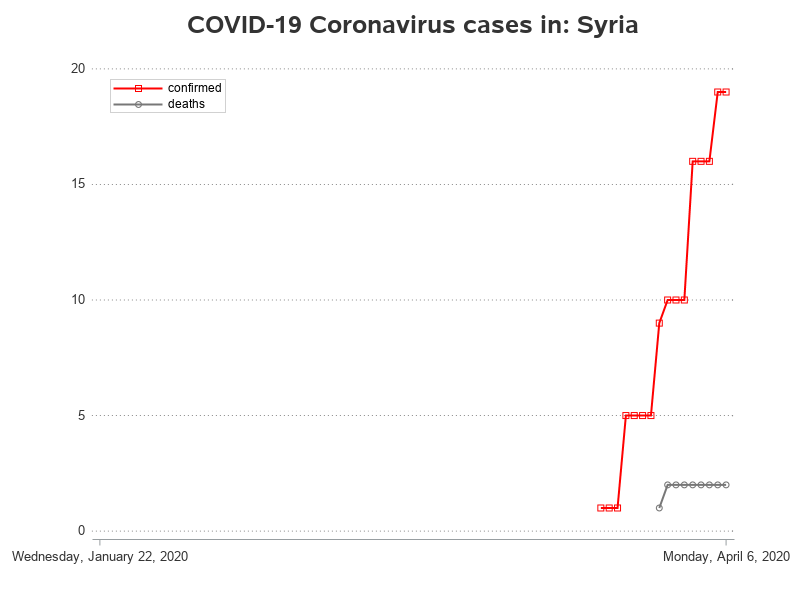 COVID-19 Coronavirus cases in: Syria
20
confirmed
deaths
15
10
5
0
Wednesday, January 22, 2020 Monday, April 6, 2020